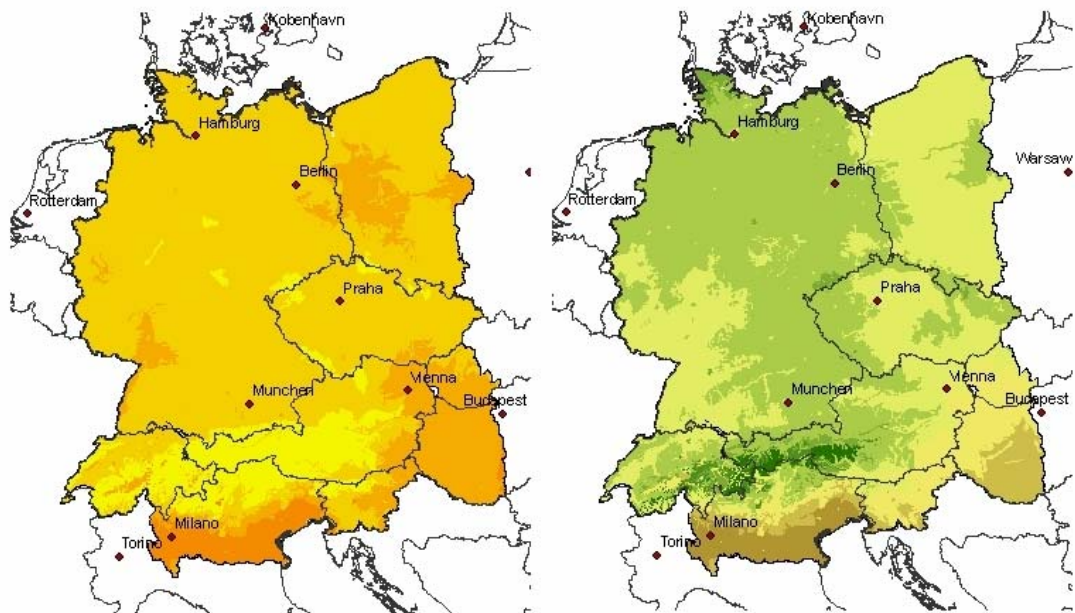 Kobenhavn
Hamburg
Berlin
Rotterdam
Praha
Munchen
Vienna
Budapest
Milano
Torino
Kobenhavn
Hamburg
Warsaw
Berlin
Rotterdam
Praha
Munchen
Vienna
Budapest
Milano
Torino